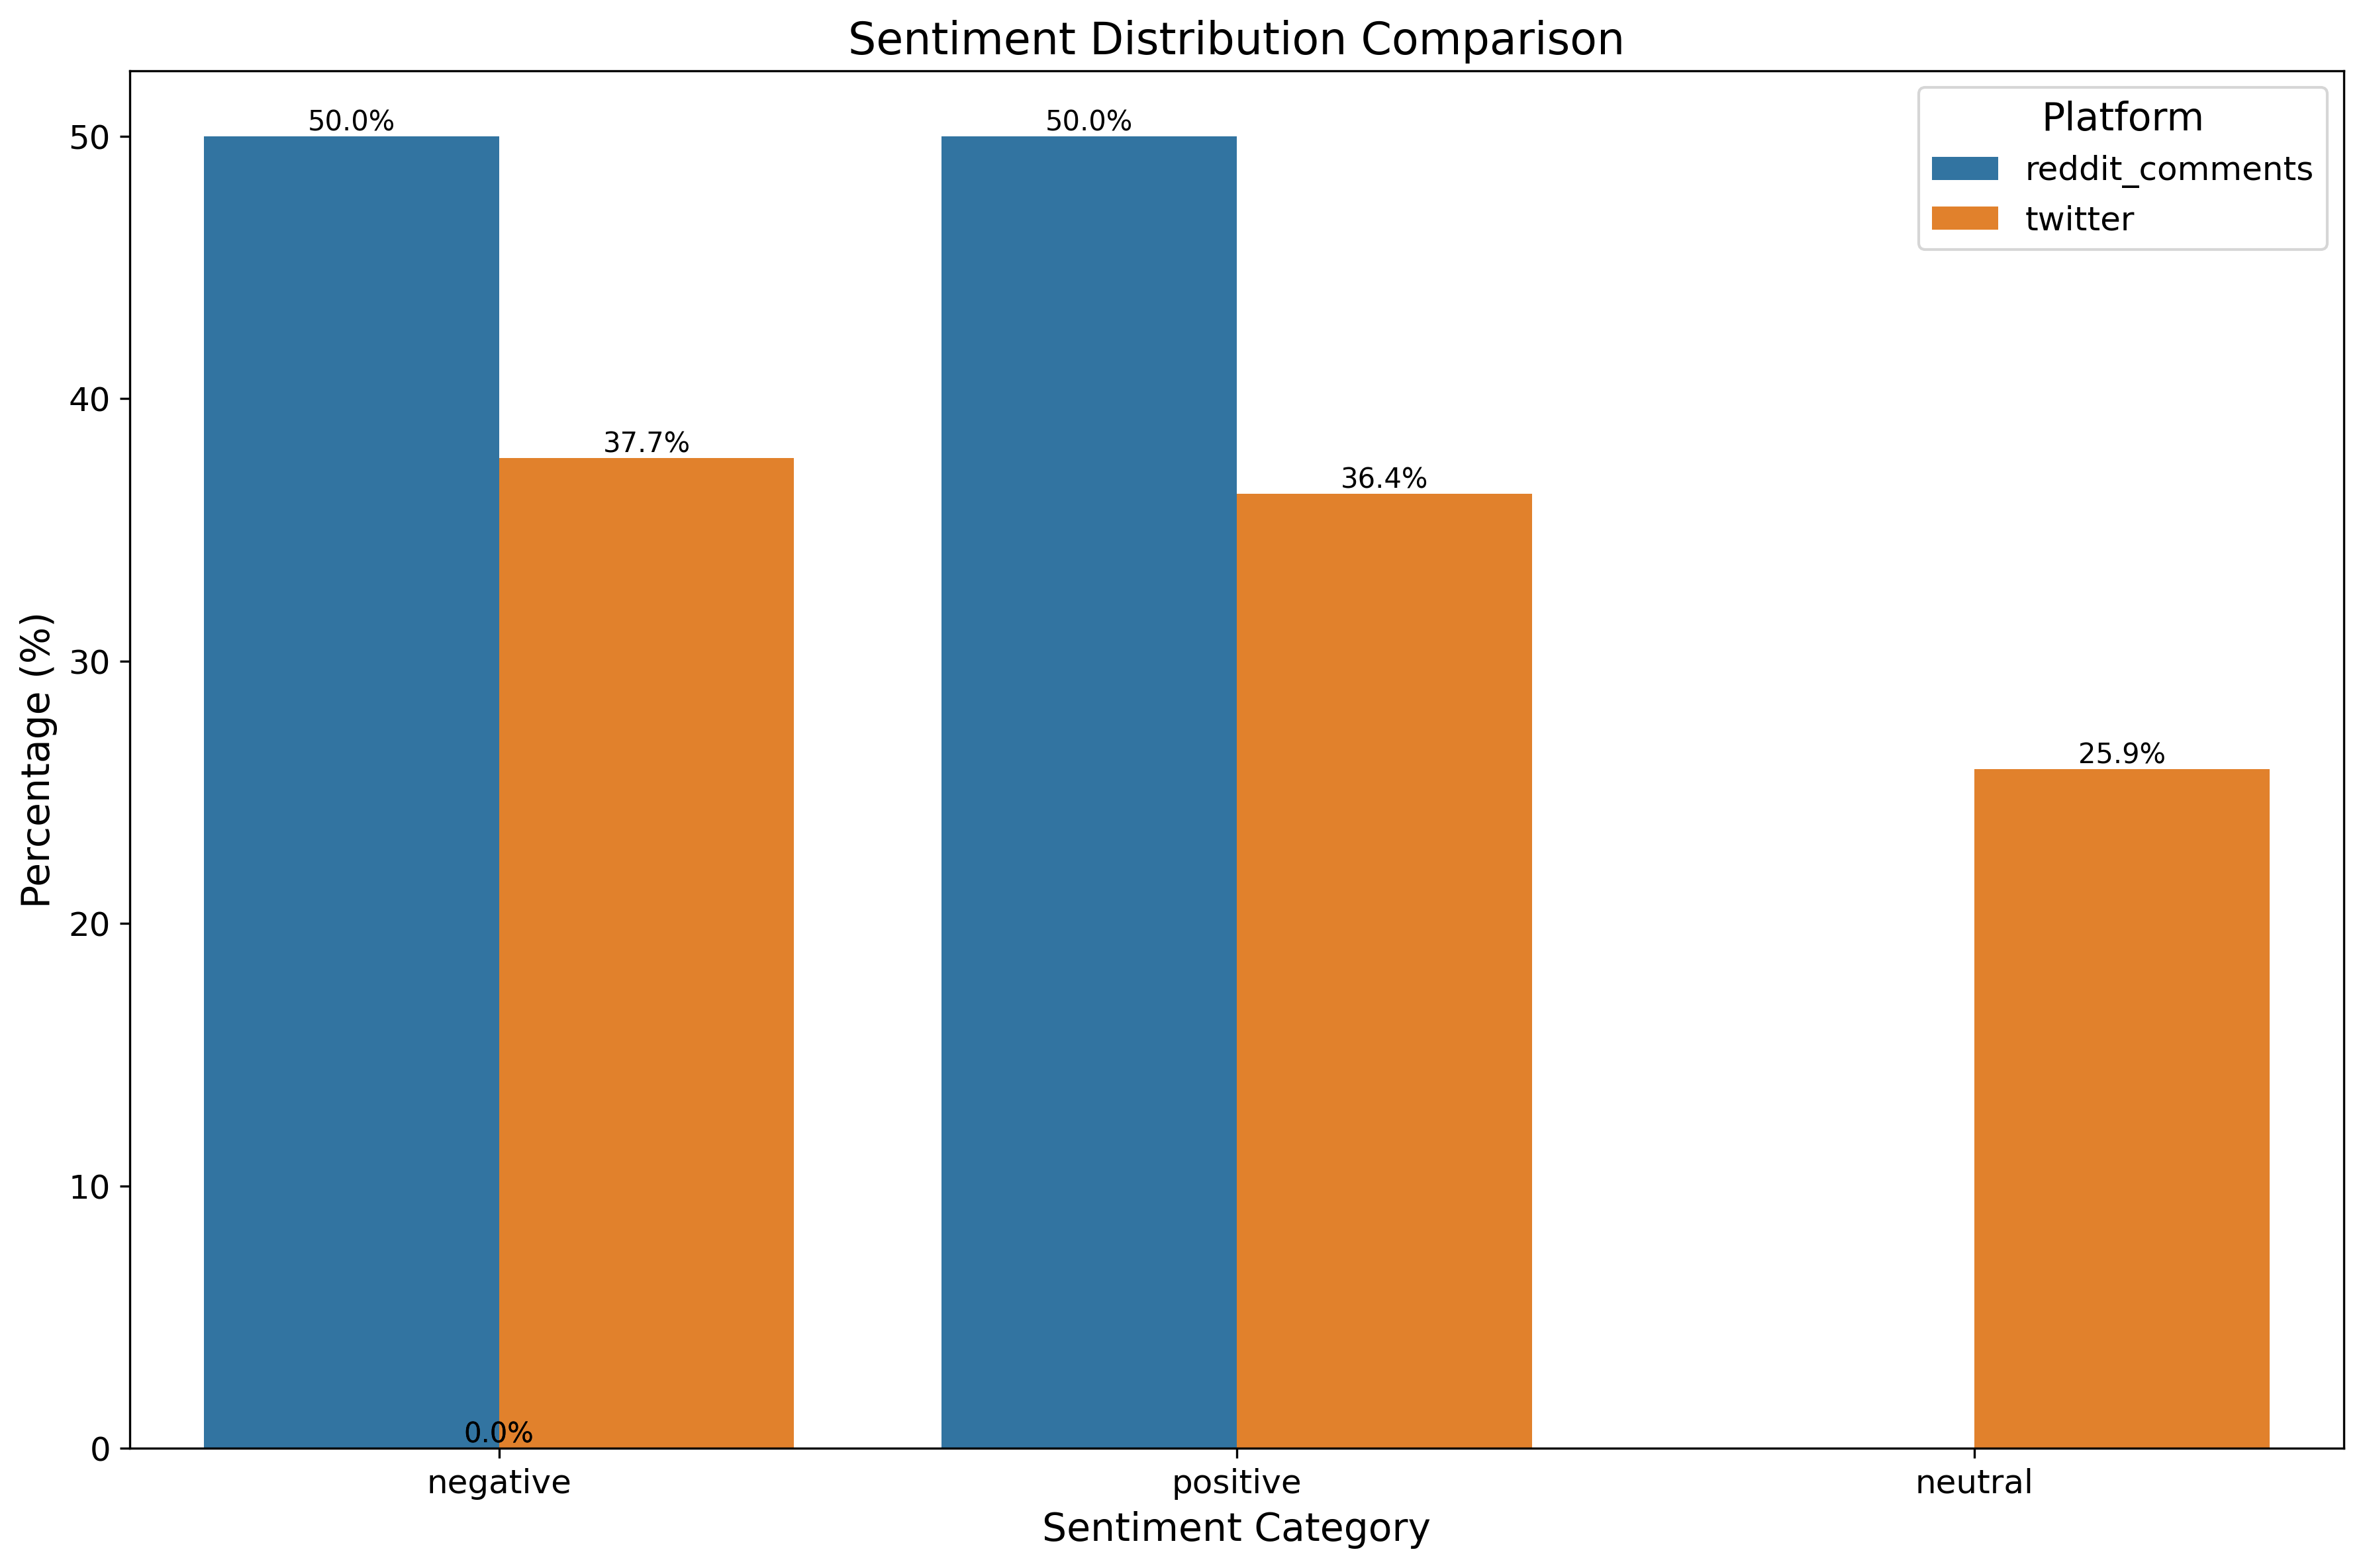 Sentiment Distribution Comparison
Platform
reddit_comments
twitter
Percentage (%)
50
40
30
20
10
0
50.0%
37.7%
50.0%
36.4%
25.9%
0.0%
negative
positive
neutral
Sentiment Category